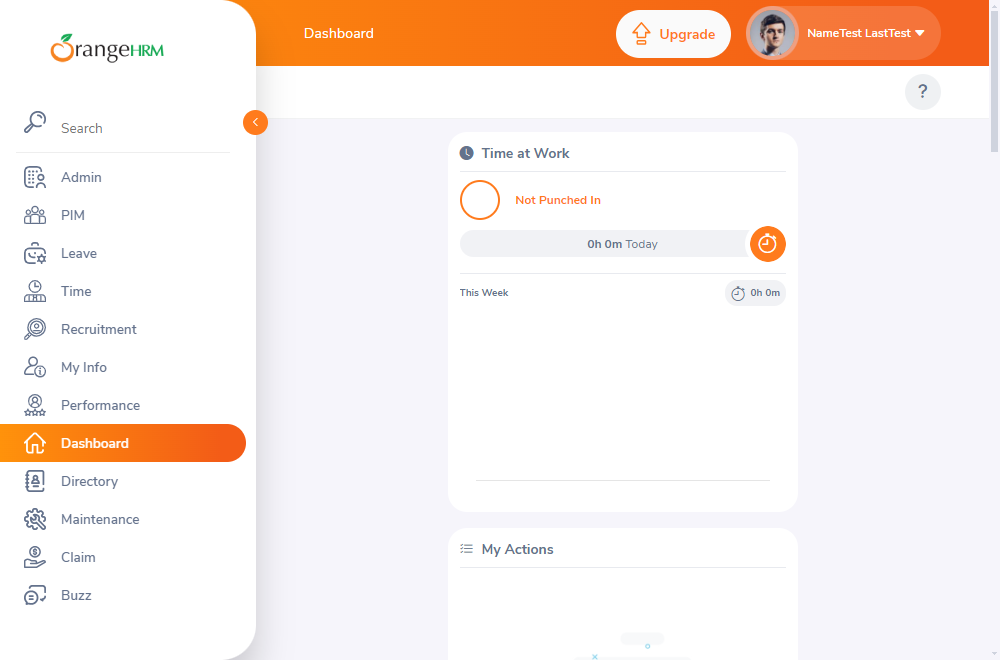 OrangeHRM
Dashboard
Upgrade
NameTest LastTest
?
Search
Admin
PIM
Leave
Time
Recruitment
My Info
Performance
Dashboard
Directory
Maintenance
Claim
Buzz
Time at Work
Not Punched In
0h 0m Today
This Week
0h 0m
My Actions